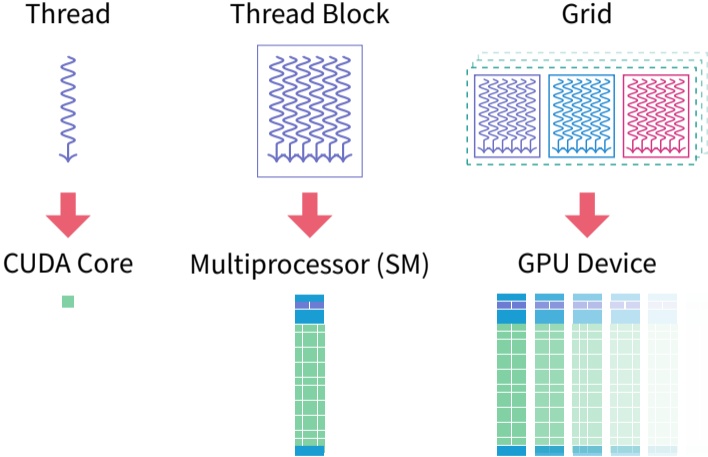 Thread
Thread Block
Grid
CUDA Core
Multiprocessor (SM)
GPU Device